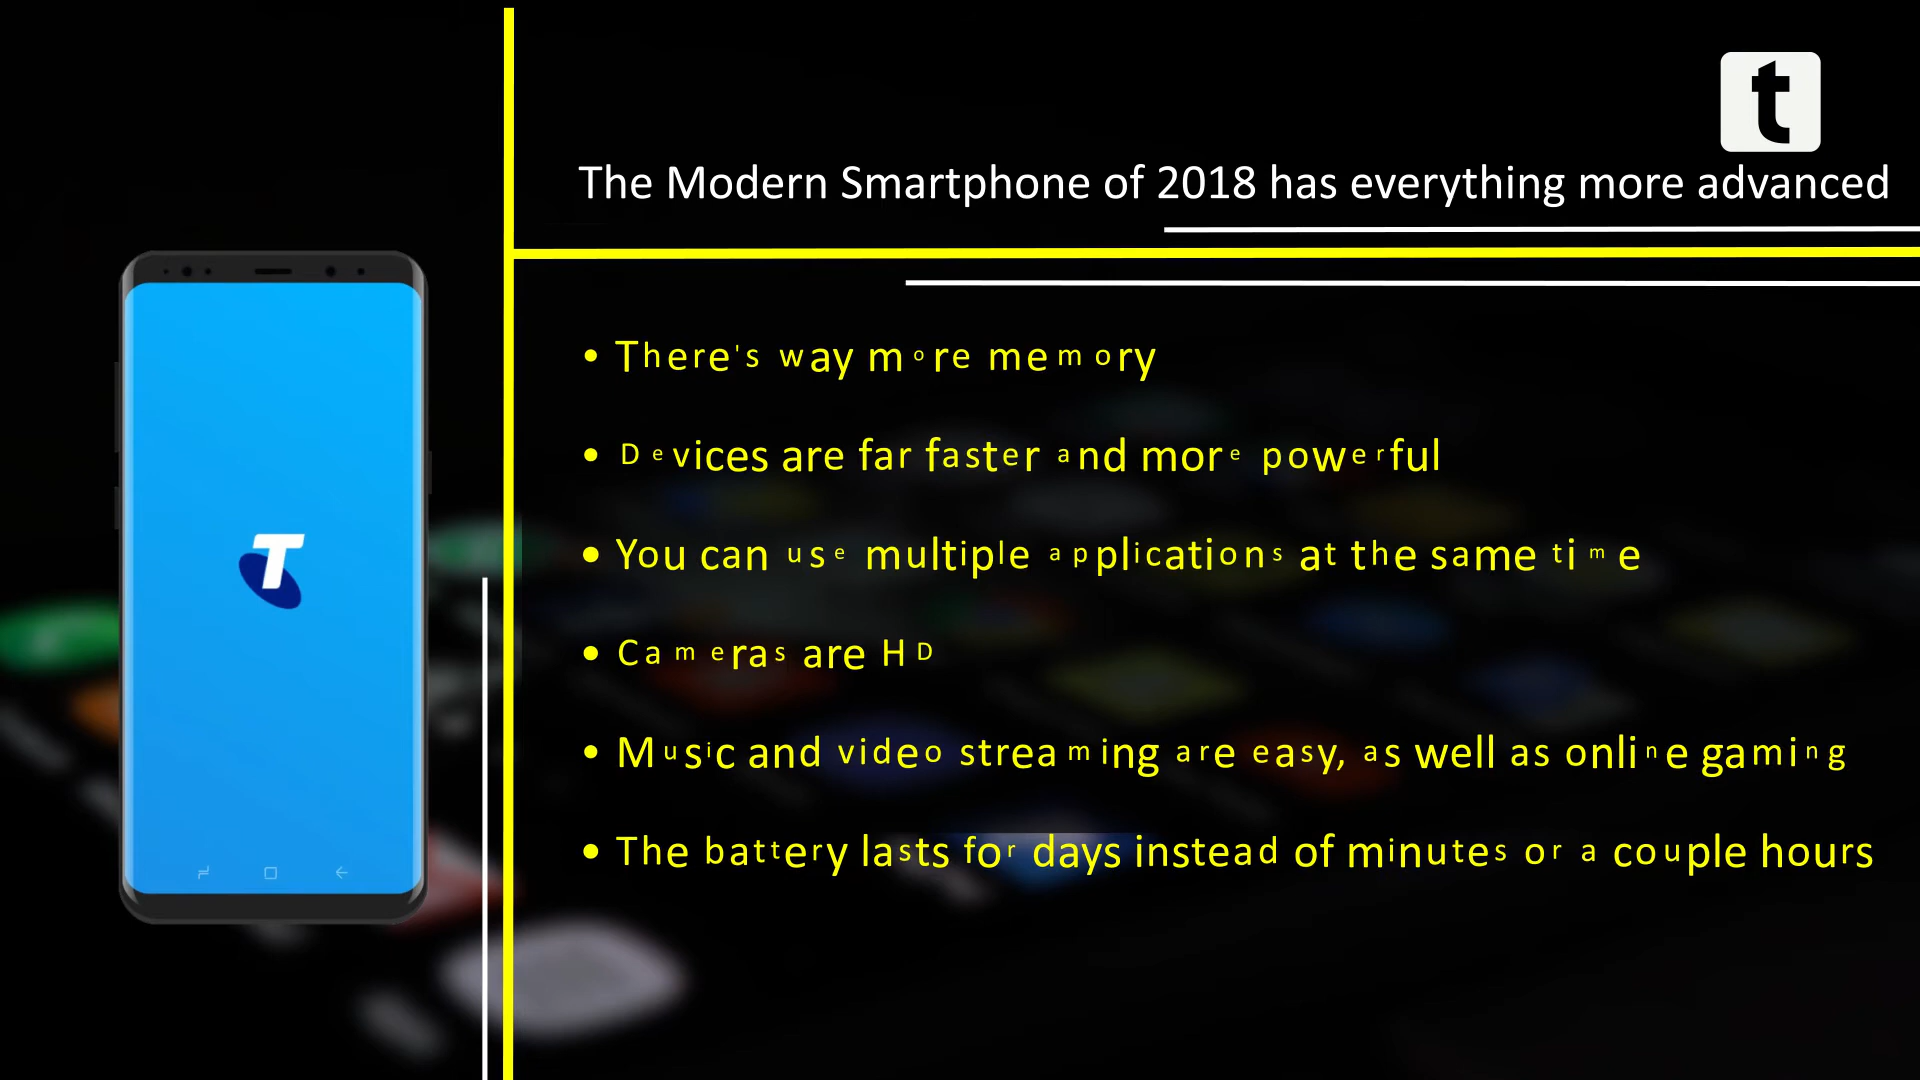 t
The Modern Smartphone of 2018 has everything more advanced
• There's way more memory
• Devices are far faster and more powerful
• You can use multiple applications at the same time
• Cameras are HD
• Music and video streaming are easy, as well as online gaming
• The battery lasts for days instead of minutes or a couple hours
T